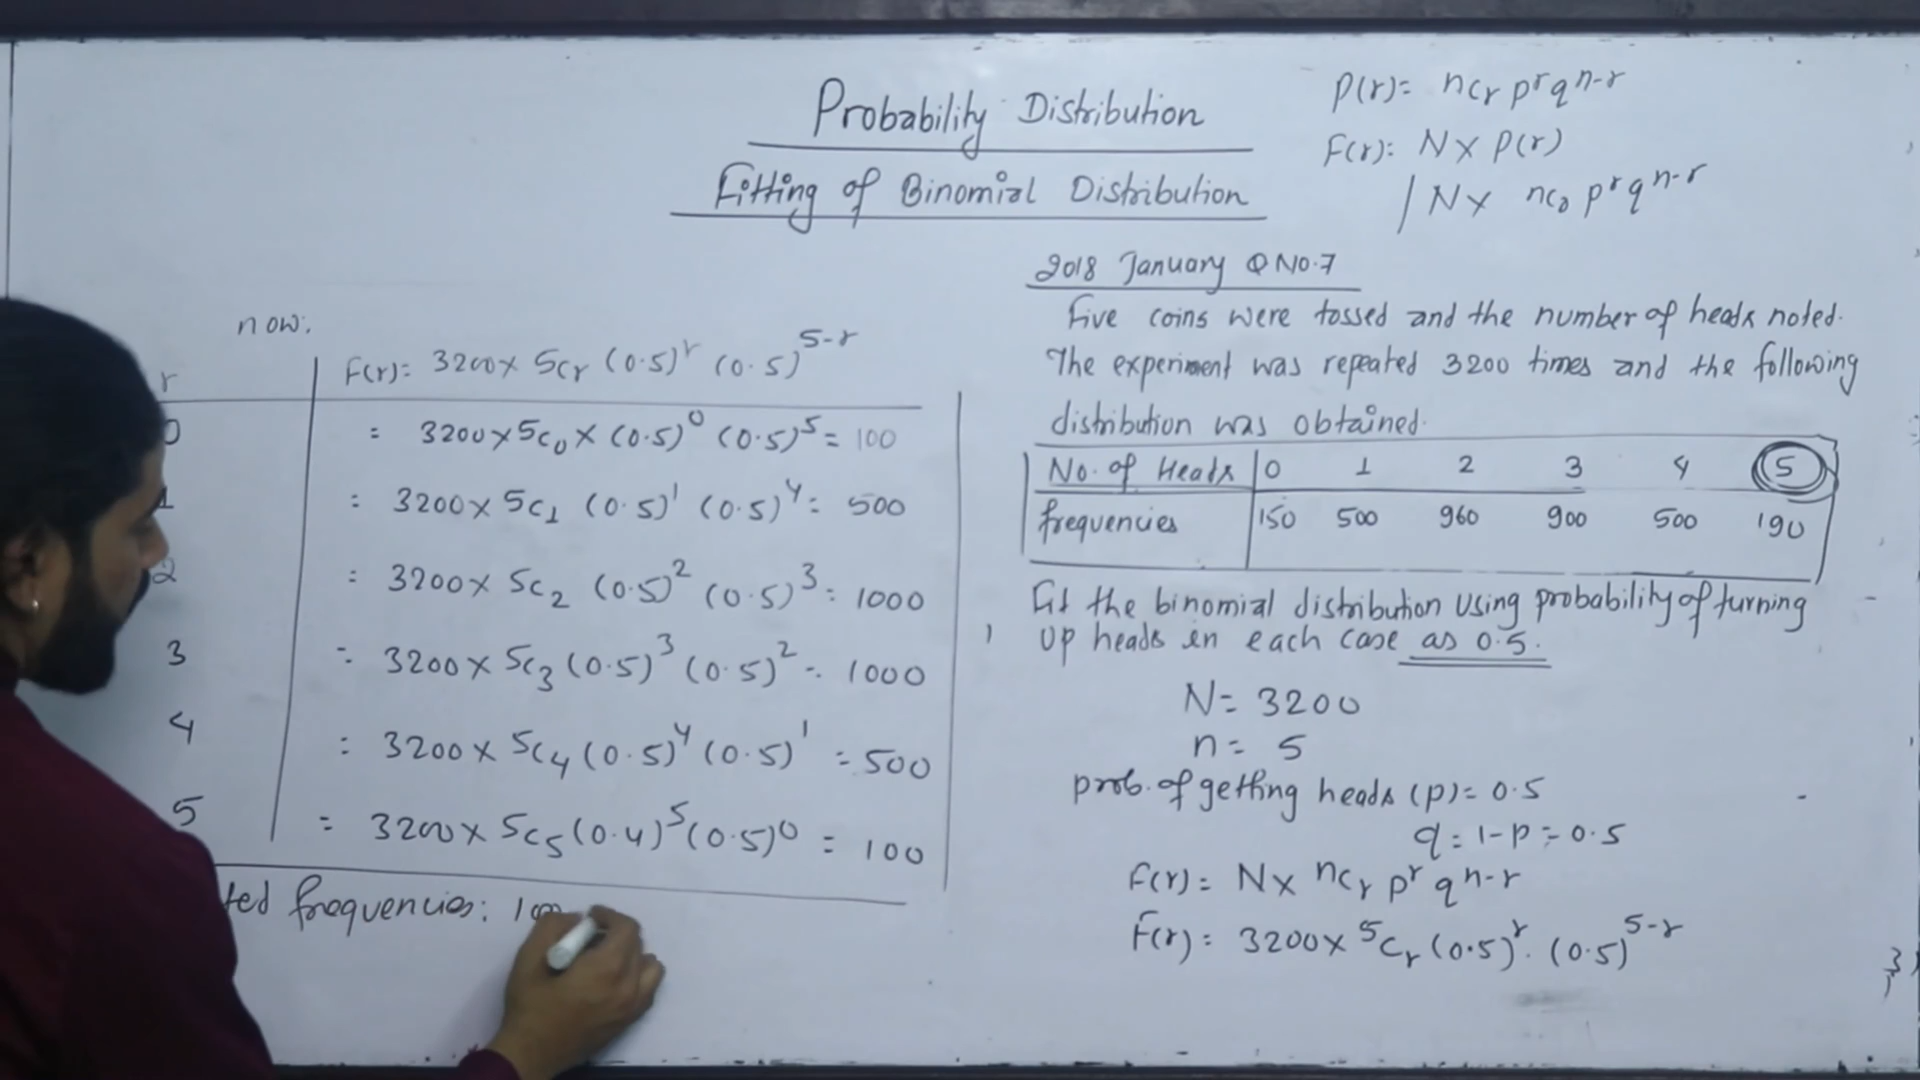 Probability Distribution
Fitting of Binomial Distribution
P(r)= ncr p^r q^n-r
F(r): N× P(r)
/ N× nc₀ p^r q^n-r
2018 January Q NO.7
Five coins were tossed and the number of heads noted.
The experiment was repeated 3200 times and the following
distribution was obtained.
No. of Heads 0 1 2 3 4 5
frequencies 150 500 960 900 500 190
Fit the binomial distribution using probability of turning
up heads in each case as 0.5.
N= 3200
n= 5
prob. of getting heads (p)= 0.5
q = 1-p = 0.5
F(r)= N× ncr p^r q^n-r
F(r)= 3200× ⁵Cr (0.5)^r . (0.5)^5-r
now:
r F(r)= 3200× 5cr (0.5)^r (0.5)^5-r
0 = 3200×5c₀×(0.5)⁰ (0.5)⁵= 100
1 = 3200× 5c₁ (0.5)¹ (0.5)⁴= 500
2 = 3200× 5c₂ (0.5)² (0.5)³= 1000
3 = 3200× 5c₃ (0.5)³ (0.5)² = 1000
4 = 3200× 5c₄ (0.5)⁴ (0.5)¹ = 500
5 = 3200× 5c₅ (0.4)⁵ (0.5)⁰ = 100
ted frequencies: 100